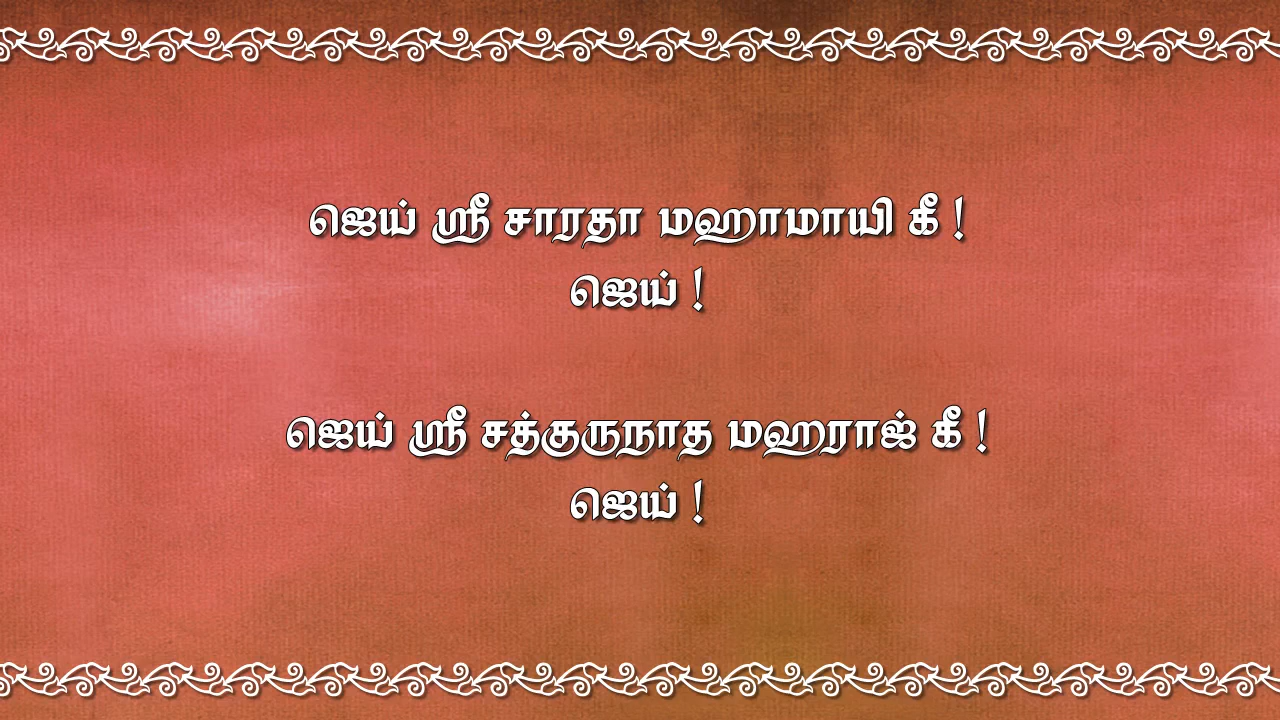 ஜெய் ஸ்ரீ சாரதா மஹாமாயி கீ !
ஜெய் !
ஜெய் ஸ்ரீ சத்குருநாத மஹராஜ் கீ !
ஜெய் !